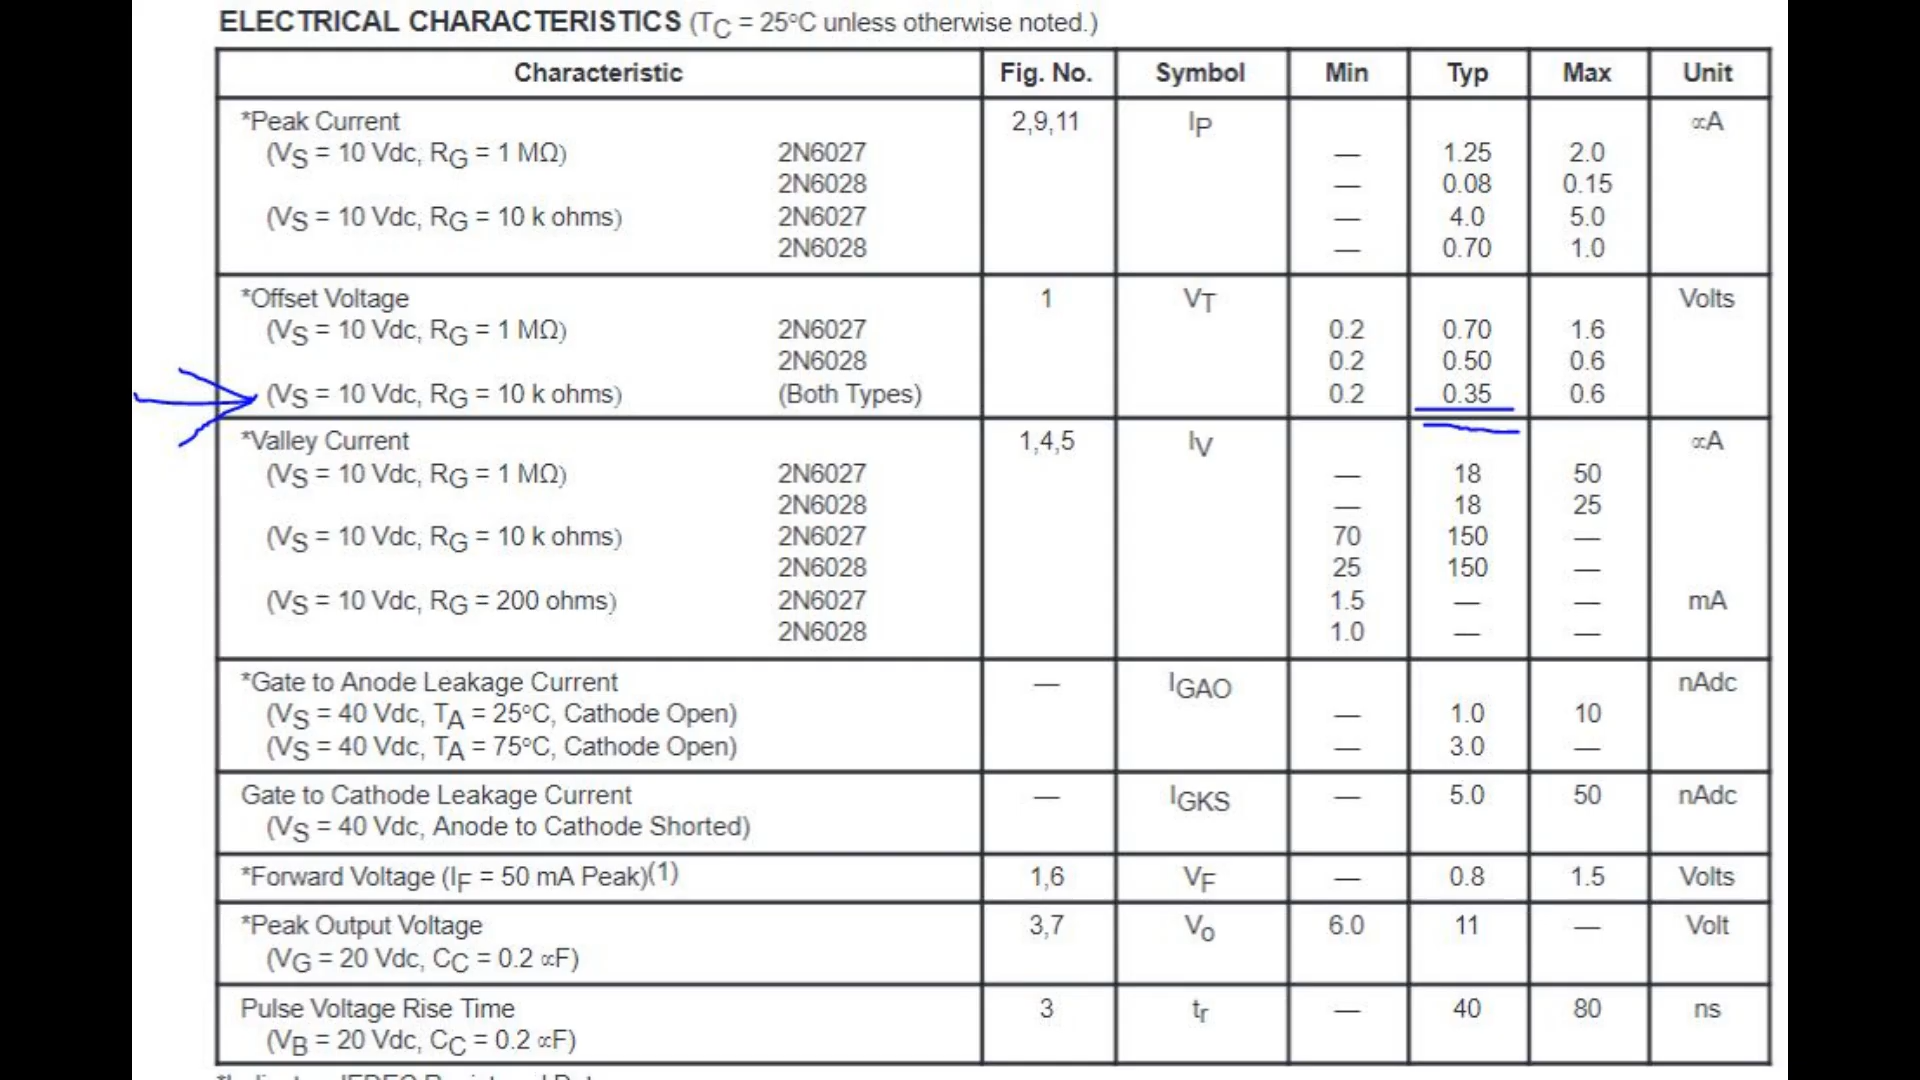 ELECTRICAL CHARACTERISTICS (TC = 25°C unless otherwise noted.)
Characteristic Fig. No. Symbol Min Typ Max Unit
*Peak Current 2,9,11 IP ∝A
(VS = 10 Vdc, RG = 1 MΩ) 2N6027 — 1.25 2.0
2N6028 — 0.08 0.15
(VS = 10 Vdc, RG = 10 k ohms) 2N6027 — 4.0 5.0
2N6028 — 0.70 1.0
*Offset Voltage 1 VT Volts
(VS = 10 Vdc, RG = 1 MΩ) 2N6027 0.2 0.70 1.6
2N6028 0.2 0.50 0.6
(VS = 10 Vdc, RG = 10 k ohms) (Both Types) 0.2 0.35 0.6
*Valley Current 1,4,5 IV ∝A
(VS = 10 Vdc, RG = 1 MΩ) 2N6027 — 18 50
2N6028 — 18 25
(VS = 10 Vdc, RG = 10 k ohms) 2N6027 70 150 —
2N6028 25 150 —
(VS = 10 Vdc, RG = 200 ohms) 2N6027 1.5 — — mA
2N6028 1.0 — —
*Gate to Anode Leakage Current — IGAO nAdc
(VS = 40 Vdc, TA = 25°C, Cathode Open) — 1.0 10
(VS = 40 Vdc, TA = 75°C, Cathode Open) — 3.0 —
Gate to Cathode Leakage Current — IGKS — 5.0 50 nAdc
(VS = 40 Vdc, Anode to Cathode Shorted)
*Forward Voltage (IF = 50 mA Peak)(1) 1,6 VF — 0.8 1.5 Volts
*Peak Output Voltage 3,7 Vo 6.0 11 — Volt
(VG = 20 Vdc, CC = 0.2 ∝F)
Pulse Voltage Rise Time 3 tr — 40 80 ns
(VB = 20 Vdc, CC = 0.2 ∝F)